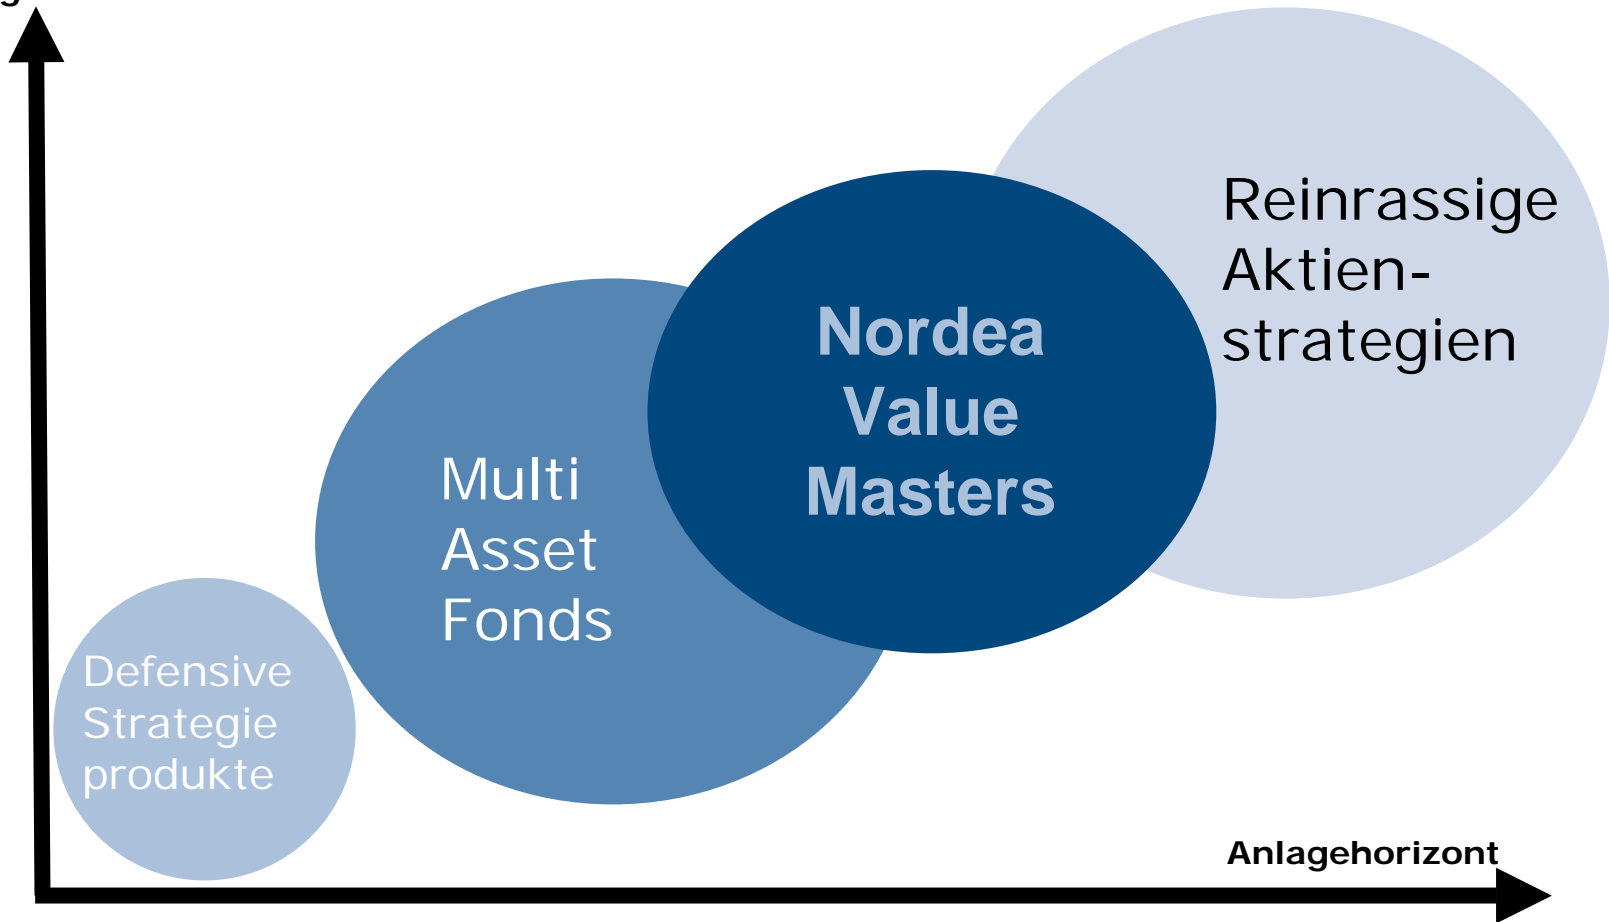 Reinrassige
Aktien-
strategien
Nordea
Value
Masters
Multi
Asset
Fonds
Defensive
Strategie
produkte
Anlagehorizont